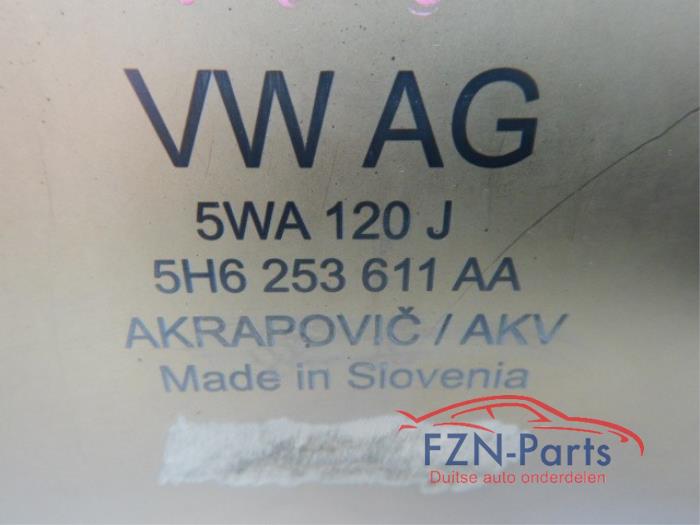 VW AG
5WA 120 J
5H6 253 611 AA
AKRAPOVIČ / AKV
Made in Slovenia
FZN-Parts
Duitse auto onderdelen